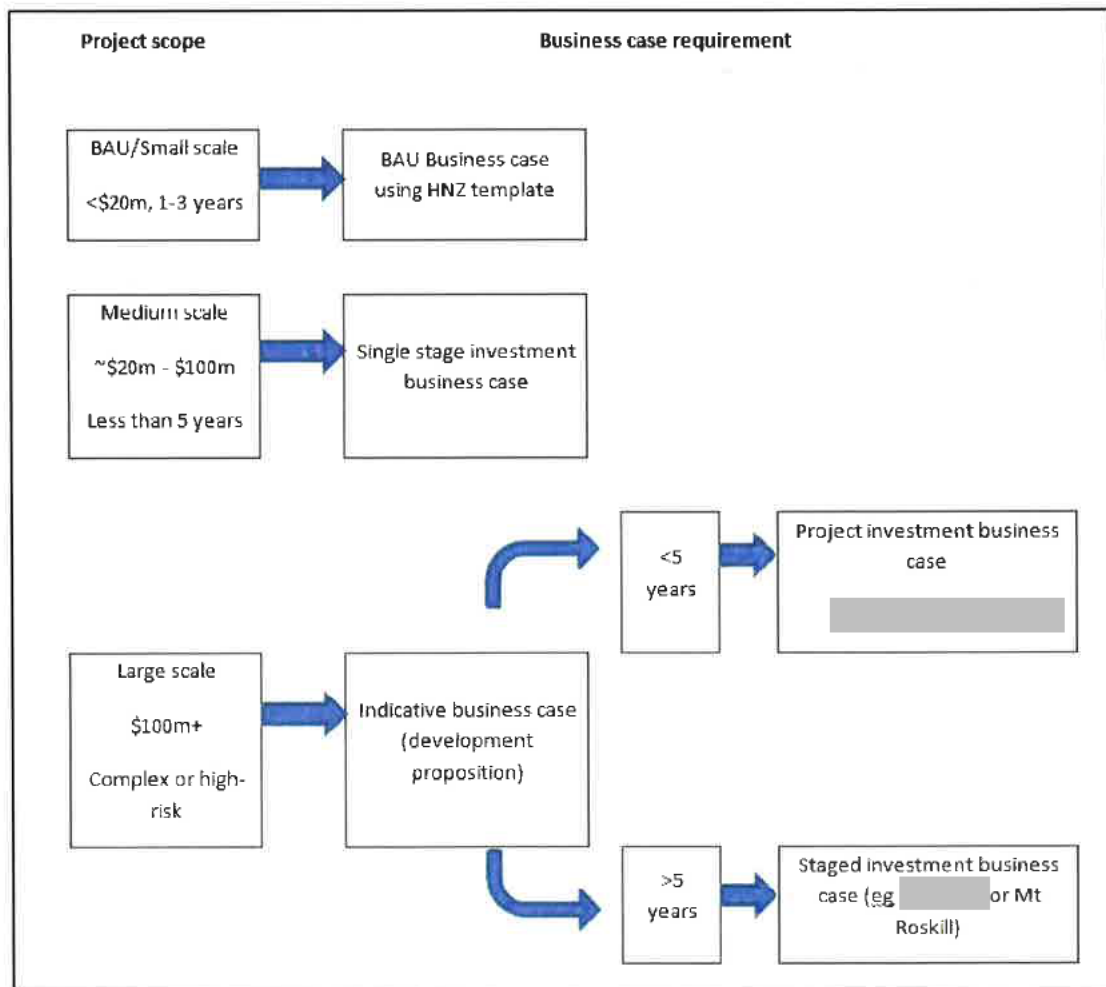 Project scope
Business case requirement
BAU/Small scale
<$20m, 1-3 years
BAU Business case
using HNZ template
Medium scale
~$20m - $100m
Less than 5 years
Single stage investment
business case
Large scale
$100m+
Complex or high-
risk
Indicative business case
(development
proposition)
<5
years
Project investment business
case
>5
years
Staged investment business
case (eg or Mt
Roskill)